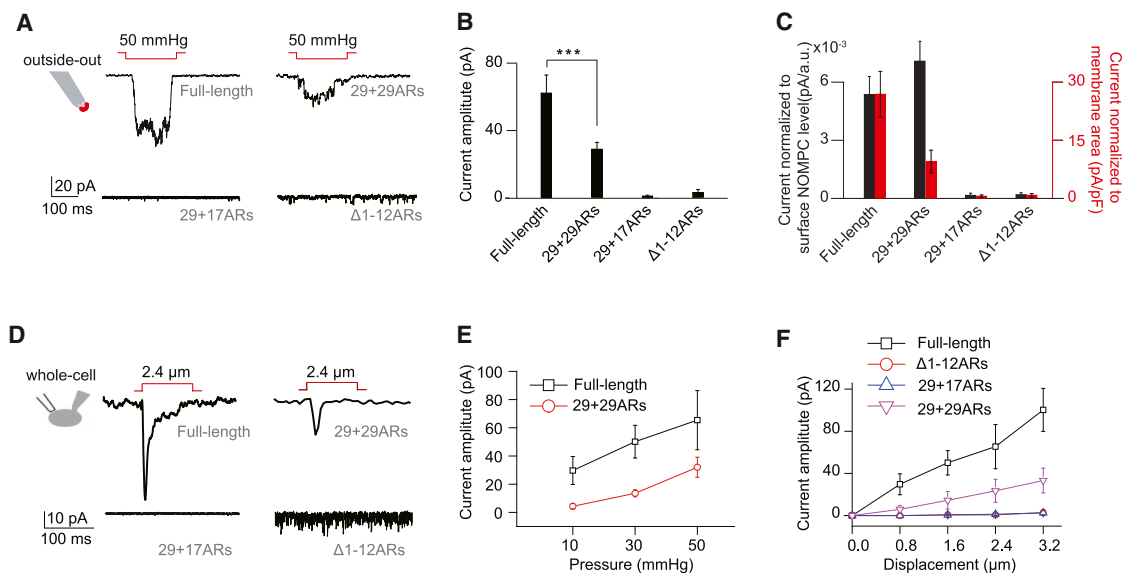 A
50 mmHg
50 mmHg
outside-out
Full-length
29+29ARs
20 pA
100 ms
29+17ARs
Δ1-12ARs
B
Current amplitude (pA)
80
40
0
***
Full-length
29+29ARs
29+17ARs
Δ1-12ARs
C
Current normalized to
surface NOMPC level(pA/a.u.)
x10-3
6
3
0
30
15
0
Current normalized to
membrane area (pA/pF)
Full-length
29+29ARs
29+17ARs
Δ1-12ARs
D
whole-cell
2.4 µm
2.4 µm
Full-length
29+29ARs
10 pA
100 ms
29+17ARs
Δ1-12ARs
E
Current amplitude (pA)
100
80
60
40
20
0
Full-length
29+29ARs
10
30
50
Pressure (mmHg)
F
Full-length
Δ1-12ARs
29+17ARs
29+29ARs
Current amplitude (pA)
120
80
40
0
0.0
0.8
1.6
2.4
3.2
Displacement (µm)